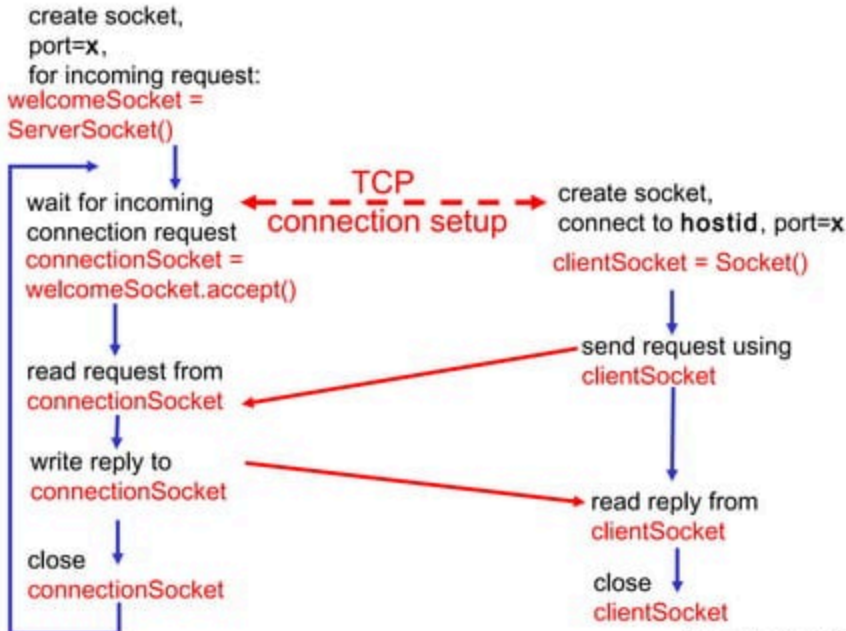 create socket,
port=x,
for incoming request:
welcomeSocket =
ServerSocket()
wait for incoming
connection request
connectionSocket =
welcomeSocket.accept()
TCP
connection setup
create socket,
connect to hostid, port=x
clientSocket = Socket()
read request from
connectionSocket
send request using
clientSocket
write reply to
connectionSocket
read reply from
clientSocket
close
connectionSocket
close
clientSocket